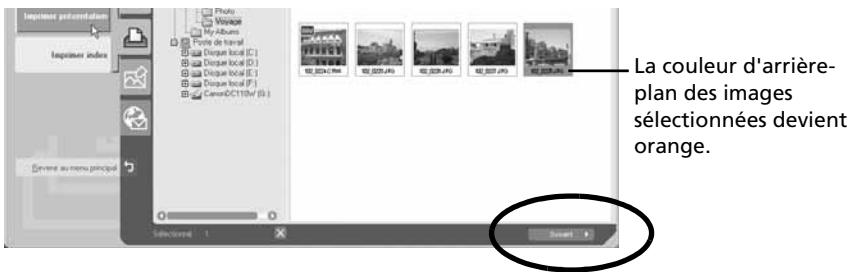 Imprimer présentation
Imprimer index
Revenir au menu principal
Photo
Voyage
My Albums
Poste de travail
Disque local (C:)
Disque local (D:)
Disque local (E:)
Disque local (F:)
CanonDC110W (G:)
Sélectionné 1
Suivant
La couleur d'arrière-
plan des images
sélectionnées devient
orange.